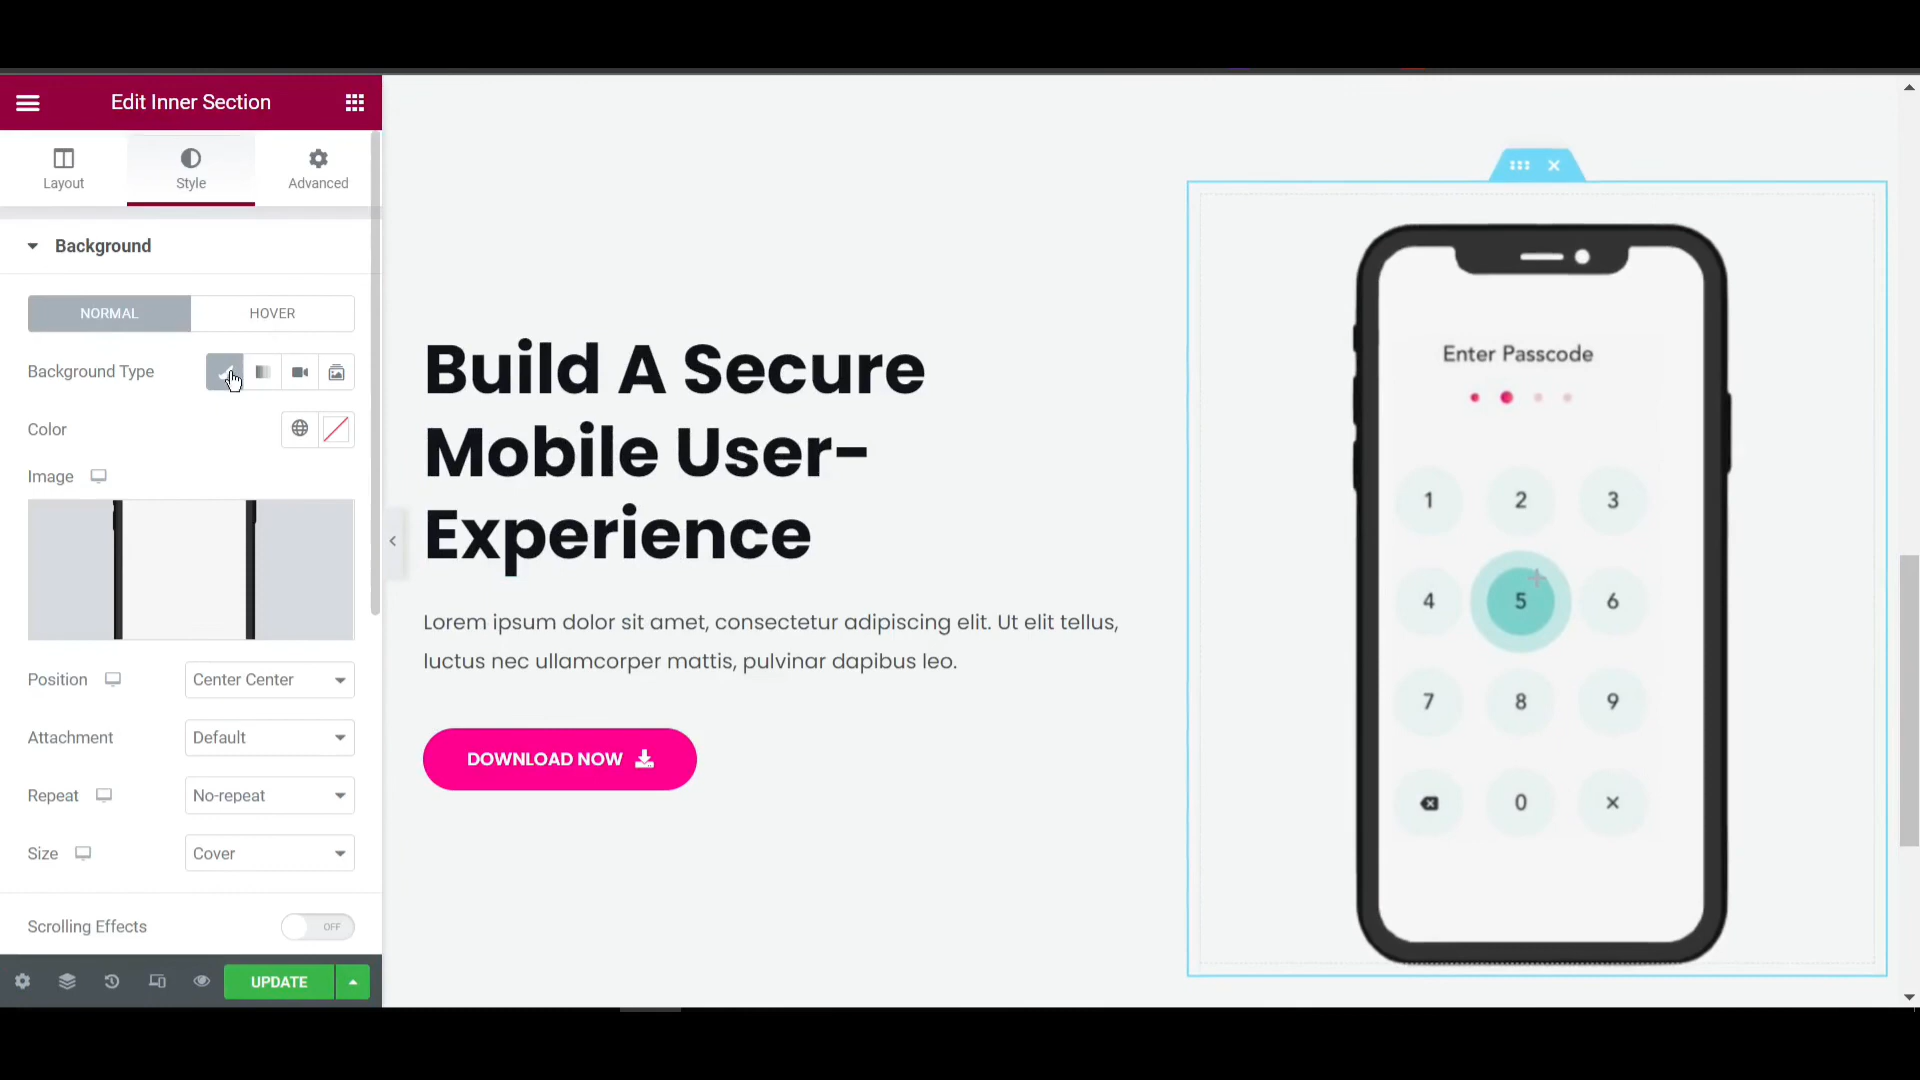 Edit Inner Section
Layout
Style
Advanced
Background
NORMAL
HOVER
Background Type
Color
Image
Position
Center Center
Attachment
Default
Repeat
No-repeat
Size
Cover
Scrolling Effects
OFF
UPDATE
Build A Secure
Mobile User-
Experience
Lorem ipsum dolor sit amet, consectetur adipiscing elit. Ut elit tellus,
luctus nec ullamcorper mattis, pulvinar dapibus leo.
DOWNLOAD NOW
Enter Passcode
1 2 3
4 5 6
7 8 9
0